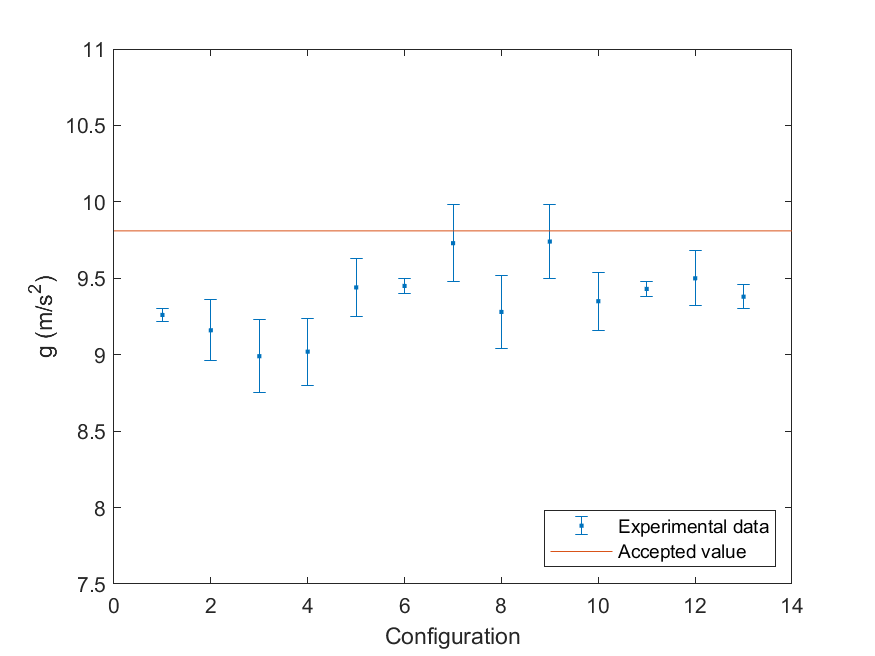 11
10.5
10
9.5
9
8.5
8
7.5
g (m/s²)
0 2 4 6 8 10 12 14
Configuration
Experimental data
Accepted value